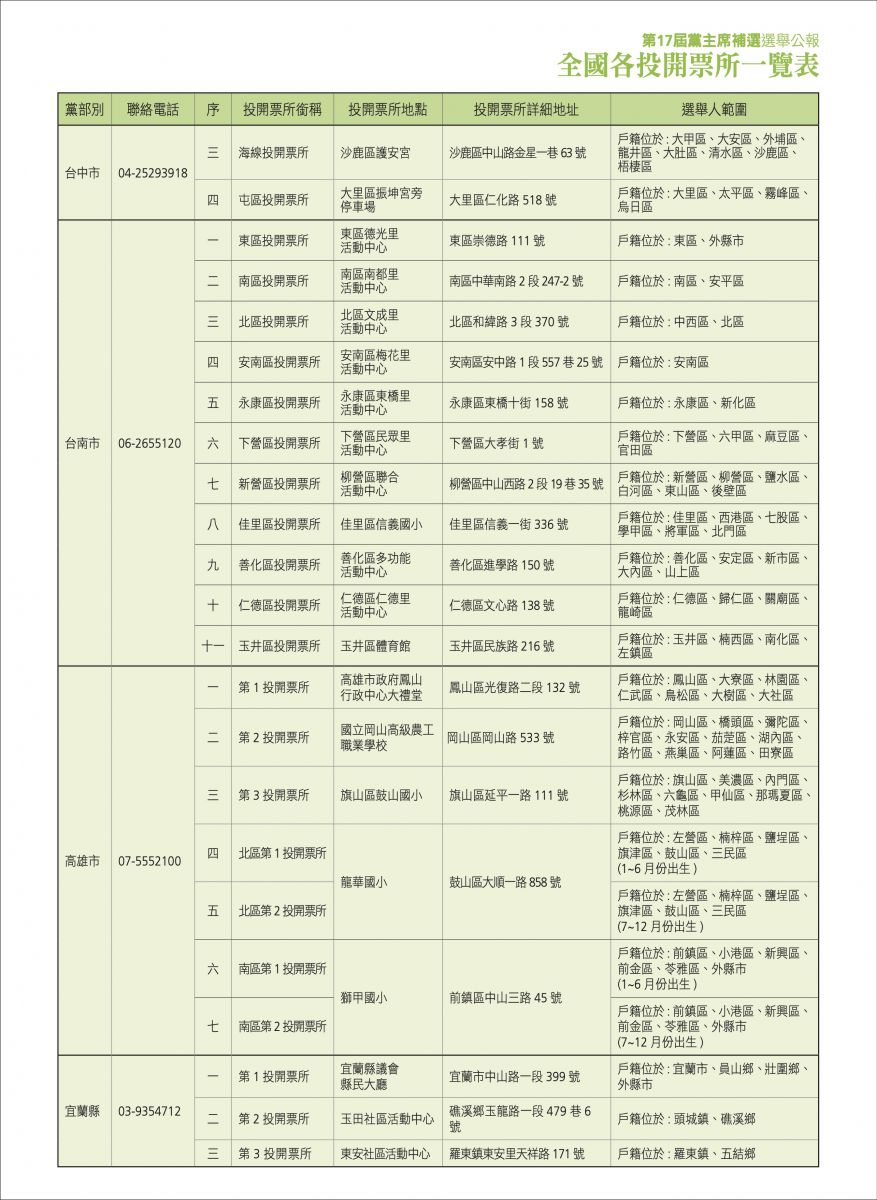 第17屆黨主席補選選舉公報
全國各投開票所一覽表
黨部別 聯絡電話 序 投開票所銜稱 投開票所地點 投開票所詳細地址 選舉人範圍
台中市 04-25293918
三 海線投開票所 沙鹿區護安宮 沙鹿區中山路金星一巷 63 號 戶籍位於 : 大甲區、大安區、外埔區、
龍井區、大肚區、清水區、沙鹿區、
梧棲區
四 屯區投開票所 大里區振坤宮旁
停車場 大里區仁化路 518 號 戶籍位於 : 大里區、太平區、霧峰區、
烏日區
台南市 06-2655120
一 東區投開票所 東區德光里
活動中心 東區崇德路 111 號 戶籍位於 : 東區、外縣市
二 南區投開票所 南區南都里
活動中心 南區中華南路 2 段 247-2 號 戶籍位於 : 南區、安平區
三 北區投開票所 北區文成里
活動中心 北區和緯路 3 段 370 號 戶籍位於 : 中西區、北區
四 安南區投開票所 安南區梅花里
活動中心 安南區安中路 1 段 557 巷 25 號 戶籍位於 : 安南區
五 永康區投開票所 永康區東橋里
活動中心 永康區東橋十街 158 號 戶籍位於 : 永康區、新化區
六 下營區投開票所 下營區民眾里
活動中心 下營區大孝街 1 號 戶籍位於 : 下營區、六甲區、麻豆區、
官田區
七 新營區投開票所 柳營區聯合
活動中心 柳營區中山西路 2 段 19 巷 35 號 戶籍位於 : 新營區、柳營區、鹽水區、
白河區、東山區、後壁區
八 佳里區投開票所 佳里區信義國小 佳里區信義一街 336 號 戶籍位於 : 佳里區、西港區、七股區、
學甲區、將軍區、北門區
九 善化區投開票所 善化區多功能
活動中心 善化區進學路 150 號 戶籍位於 : 善化區、安定區、新市區、
大內區、山上區
十 仁德區投開票所 仁德區仁德里
活動中心 仁德區文心路 138 號 戶籍位於 : 仁德區、歸仁區、關廟區、
龍崎區
十一 玉井區投開票所 玉井區體育館 玉井區民族路 216 號 戶籍位於 : 玉井區、楠西區、南化區、
左鎮區
高雄市 07-5552100
一 第 1 投開票所 高雄市政府鳳山
行政中心大禮堂 鳳山區光復路二段 132 號 戶籍位於 : 鳳山區、大寮區、林園區、
仁武區、鳥松區、大樹區、大社區
二 第 2 投開票所 國立岡山高級農工
職業學校 岡山區岡山路 533 號 戶籍位於 : 岡山區、橋頭區、彌陀區、
梓官區、永安區、茄萣區、湖內區、
路竹區、燕巢區、阿蓮區、田寮區
三 第 3 投開票所 旗山區鼓山國小 旗山區延平一路 111 號 戶籍位於 : 旗山區、美濃區、內門區、
杉林區、六龜區、甲仙區、那瑪夏區、
桃源區、茂林區
四 北區第 1 投開票所 龍華國小 鼓山區大順一路 858 號 戶籍位於 : 左營區、楠梓區、鹽埕區、
旗津區、鼓山區、三民區
(1~6 月份出生 )
五 北區第 2 投開票所 戶籍位於 : 左營區、楠梓區、鹽埕區、
旗津區、鼓山區、三民區
(7~12 月份出生 )
六 南區第 1 投開票所 獅甲國小 前鎮區中山三路 45 號 戶籍位於 : 前鎮區、小港區、新興區、
前金區、苓雅區、外縣市
(1~6 月份出生 )
七 南區第 2 投開票所 戶籍位於 : 前鎮區、小港區、新興區、
前金區、苓雅區、外縣市
(7~12 月份出生 )
宜蘭縣 03-9354712
一 第 1 投開票所 宜蘭縣議會
縣民大廳 宜蘭市中山路一段 399 號 戶籍位於 : 宜蘭市、員山鄉、壯圍鄉、
外縣市
二 第 2 投開票所 玉田社區活動中心 礁溪鄉玉龍路一段 479 巷 6
號 戶籍位於 : 頭城鎮、礁溪鄉
三 第 3 投開票所 東安社區活動中心 羅東鎮東安里天祥路 171 號 戶籍位於 : 羅東鎮、五結鄉